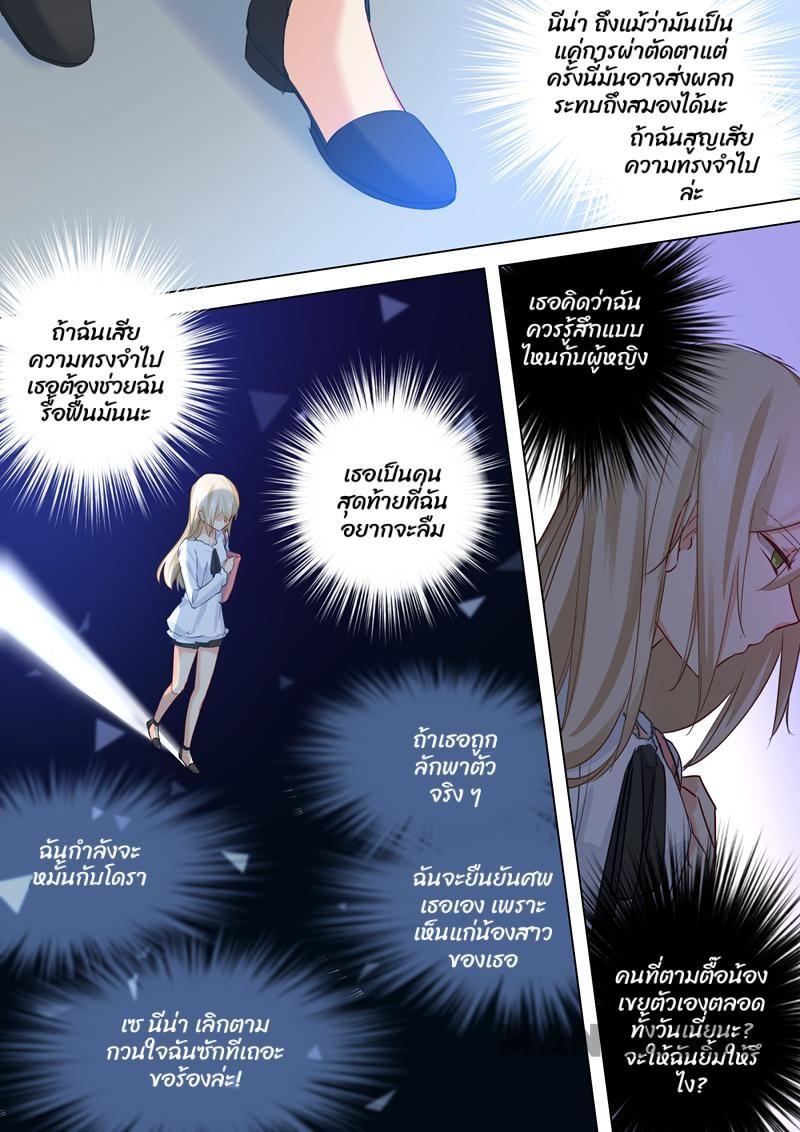 นีน่า ถึงแม้ว่ามันเป็น
แค่การผ่าตัดตาแต่
ครั้งนี้มันอาจส่งผลก
ระทบถึงสมองได้นะ
ถ้าฉันสูญเสีย
ความทรงจำไป
ล่ะ
ถ้าฉันเสีย
ความทรงจำไป
เธอต้องช่วยฉัน
รื้อฟื้นมันนะ
เธอเป็นคน
สุดท้ายที่ฉัน
อยากจะลืม
เธอคิดว่าฉัน
ควรรู้สึกแบบ
ไหนกับผู้หญิง
ถ้าเธอถูก
ลักพาตัว
จริง ๆ
ฉันกำลังจะ
หมั้นกับโดรา
ฉันจะยืนยันศพ
เธอเอง เพราะ
เห็นแก่น้องสาว
ของเธอ
เซ นีน่า เลิกตาม
กวนใจฉันซักทีเถอะ
ขอร้องล่ะ!
คนที่ตามตื๊อน้อง
เขยตัวเองตลอด
ทั้งวันเนี่ยนะ?
จะให้ฉันยิ้มให้รึ
ไง?